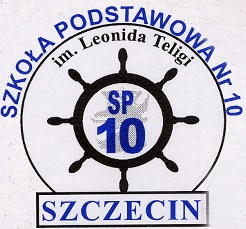 SZKOŁA PODSTAWOWA Nr 10
im. Leonida Teligi
SP
10
SZCZECIN